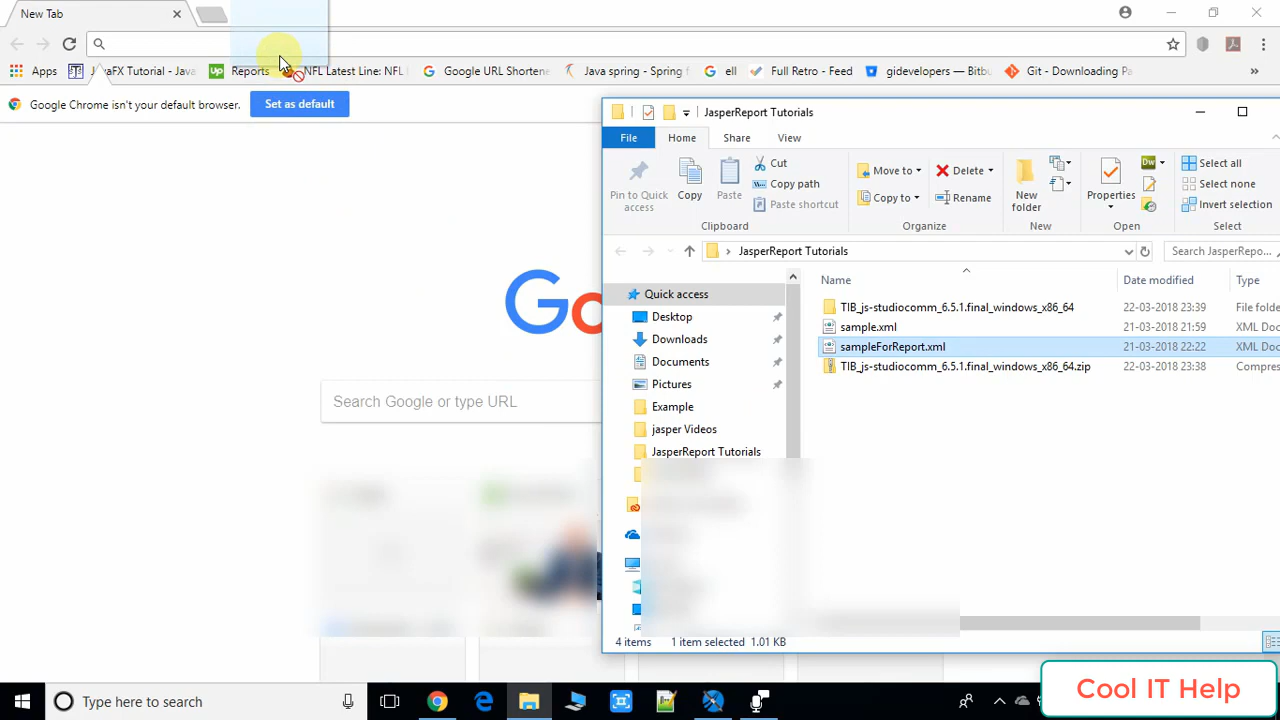 New Tab
Apps
JavaFX Tutorial - Java
Reports
NFL Latest Line: NFL
Google URL Shortene
Java spring - Spring f
ell
Full Retro - Feed
gidevelopers — Bitbu
Git - Downloading Pa
»
Google Chrome isn't your default browser.
Set as default
Go
Search Google or type URL
JasperReport Tutorials
File
Home
Share
View
Pin to Quick
access
Copy
Paste
Cut
Copy path
Paste shortcut
Clipboard
Move to
Copy to
Delete
Rename
Organize
New
folder
New
Properties
Open
Select all
Select none
Invert selection
Select
JasperReport Tutorials
Search JasperRepo...
Quick access
Desktop
Downloads
Documents
Pictures
Example
jasper Videos
JasperReport Tutorials
Name
Date modified
Type
TIB_js-studiocomm_6.5.1.final_windows_x86_64
22-03-2018 23:39
File folde
sample.xml
21-03-2018 21:59
XML Doc
sampleForReport.xml
21-03-2018 22:22
XML Doc
TIB_js-studiocomm_6.5.1.final_windows_x86_64.zip
22-03-2018 23:38
Compres
4 items
1 item selected 1.01 KB
Type here to search
Cool IT Help